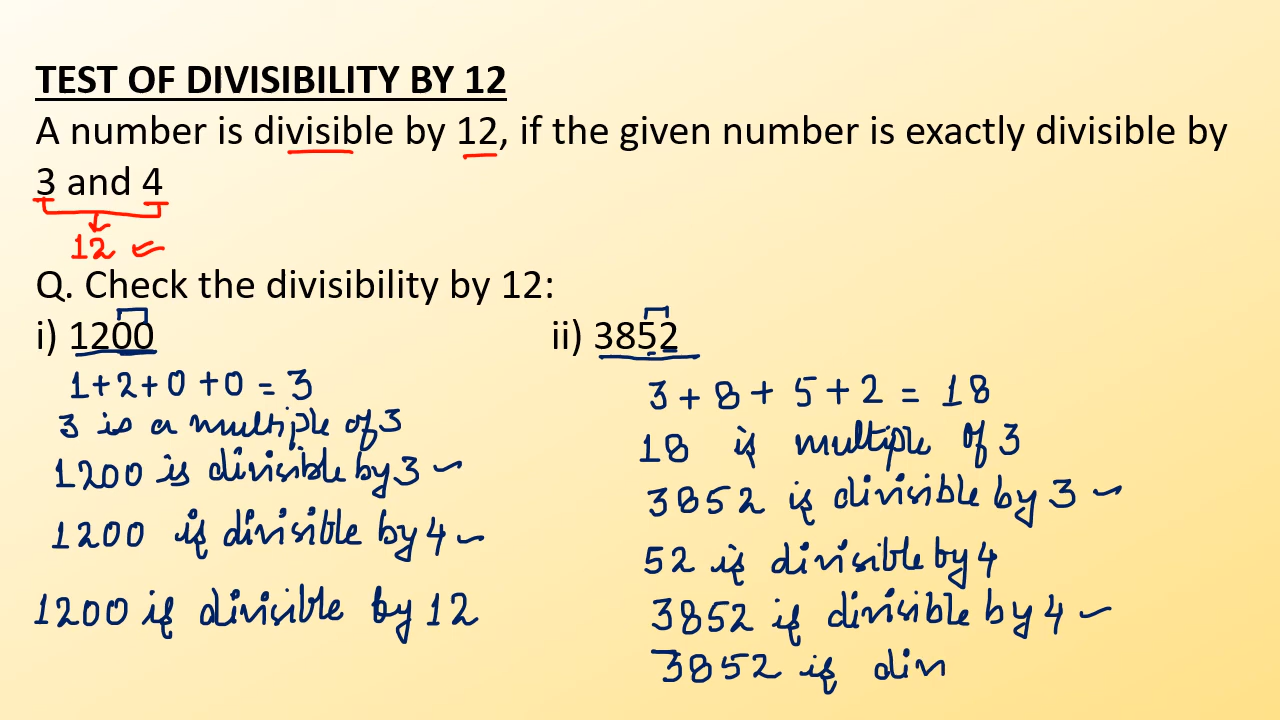 TEST OF DIVISIBILITY BY 12
A number is divisible by 12, if the given number is exactly divisible by
3 and 4
12
Q. Check the divisibility by 12:
i) 1200
1+2+0+0 = 3
3 is a multiple of 3
1200 is divisible by 3
1200 is divisible by 4
1200 is divisible by 12
ii) 3852
3 + 8 + 5 + 2 = 18
18 is multiple of 3
3852 is divisible by 3
52 is divisible by 4
3852 is divisible by 4
3852 is div